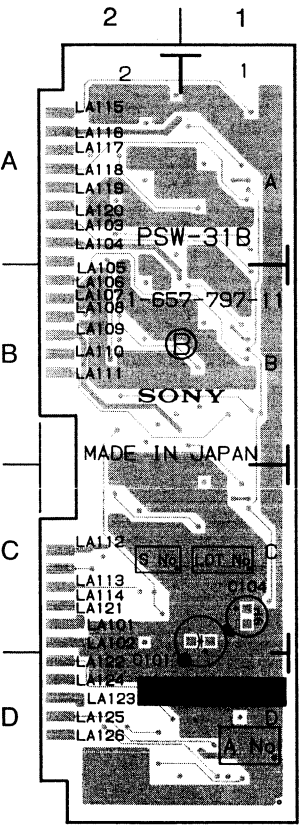 2 1
2 1
LA115
LA116
LA117
A
LA118
A
LA119
LA120
LA103
PSW-31B
LA104
LA105
LA106
LA107
1-657-797-11
LA108
LA109
B
B
LA110
B
LA111
SONY
MADE IN JAPAN
LA112
C
S No
LOT No
C
LA113
C104
LA114
LA121
LA101
LA102
LA122
Q101
LA124
LA123
D
LA125
D
LA126
A No.